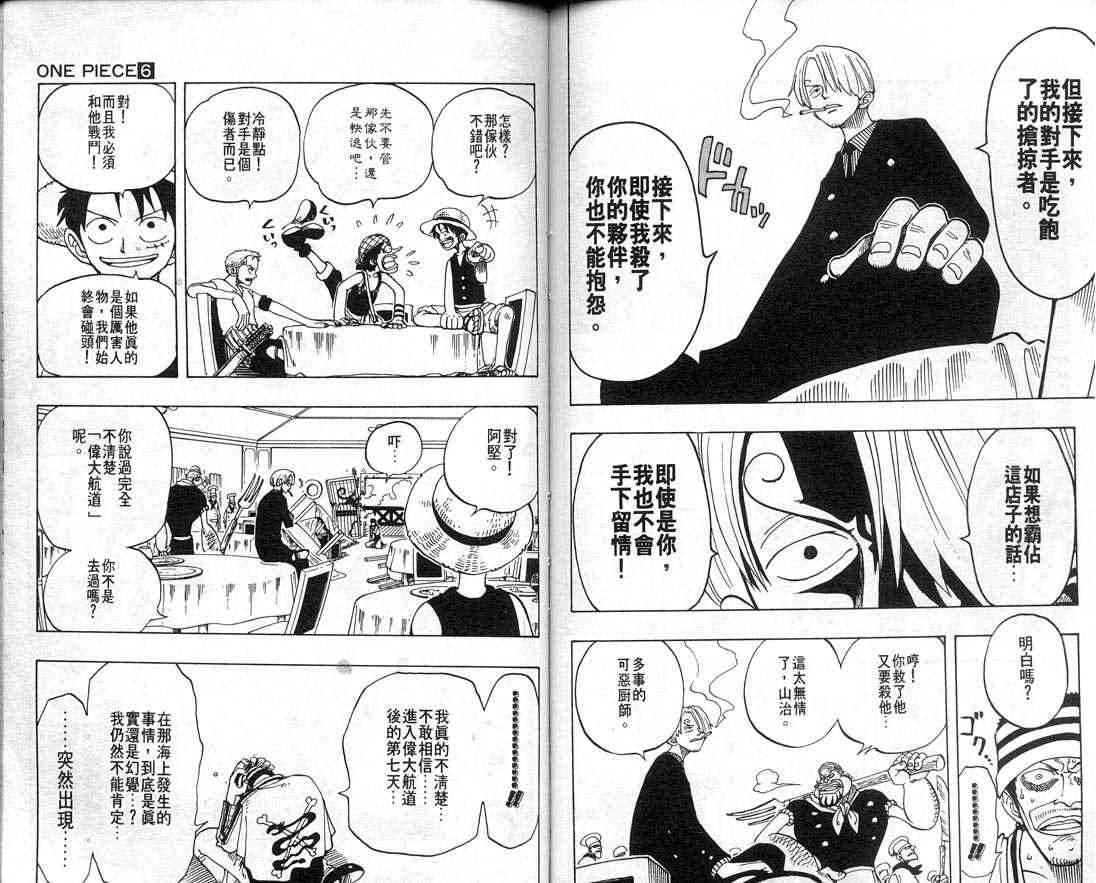 但接下來，
我的對手是吃飽
了的搶掠者。
接下來，
即使我殺了
你的夥伴，
你也不能抱怨。
ドカッ
如果想霸佔
這店子的話…
即使是你，
我也不會
手下留情！
明白嗎？
ゴク…
………!!
哼！
你救了他
又要殺他…
這太無情
了，山治。
多事的
可惡厨師。
ONE PIECE 6
怎樣？
那傢伙
不錯吧？
先不要管
那傢伙，還
是快逃吧…
冷靜點！
對手是個
傷者而已。
對！
而且我必須
和他戰鬥！
如果他真的
是個厲害人
物，我們始
終會碰頭！
對了！
阿堅。
吓…
你說過完全
不清楚
「偉大航道」
呢。
你不是
去過嗎？
…………!!
我真的不清楚…
不敢相信……
進入偉大航道
後的第七天…
在那海上發生的
事情，到底是真
實還是幻覺…？
我仍然不能肯定…
……突然出現……